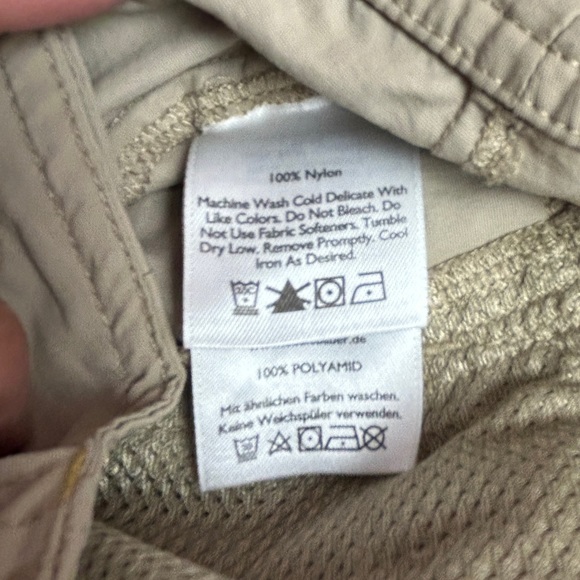 100% Nylon
Machine Wash Cold Delicate With
Like Colors. Do Not Bleach. Do
Not Use Fabric Softeners. Tumble
Dry Low. Remove Promptly. Cool
Iron As Desired.
100% POLYAMID
Mit ähnlichen Farben waschen.
Keine Weichspüler verwenden.